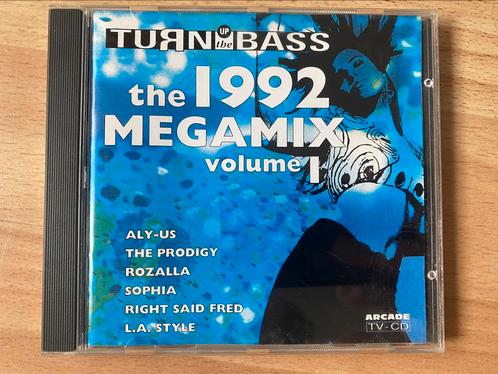 TURN UP the BASS
the 1992
MEGAMIX
volume 1
ALY-US
THE PRODIGY
ROZALLA
SOPHIA
RIGHT SAID FRED
L.A. STYLE
ARCADE
TV-CD